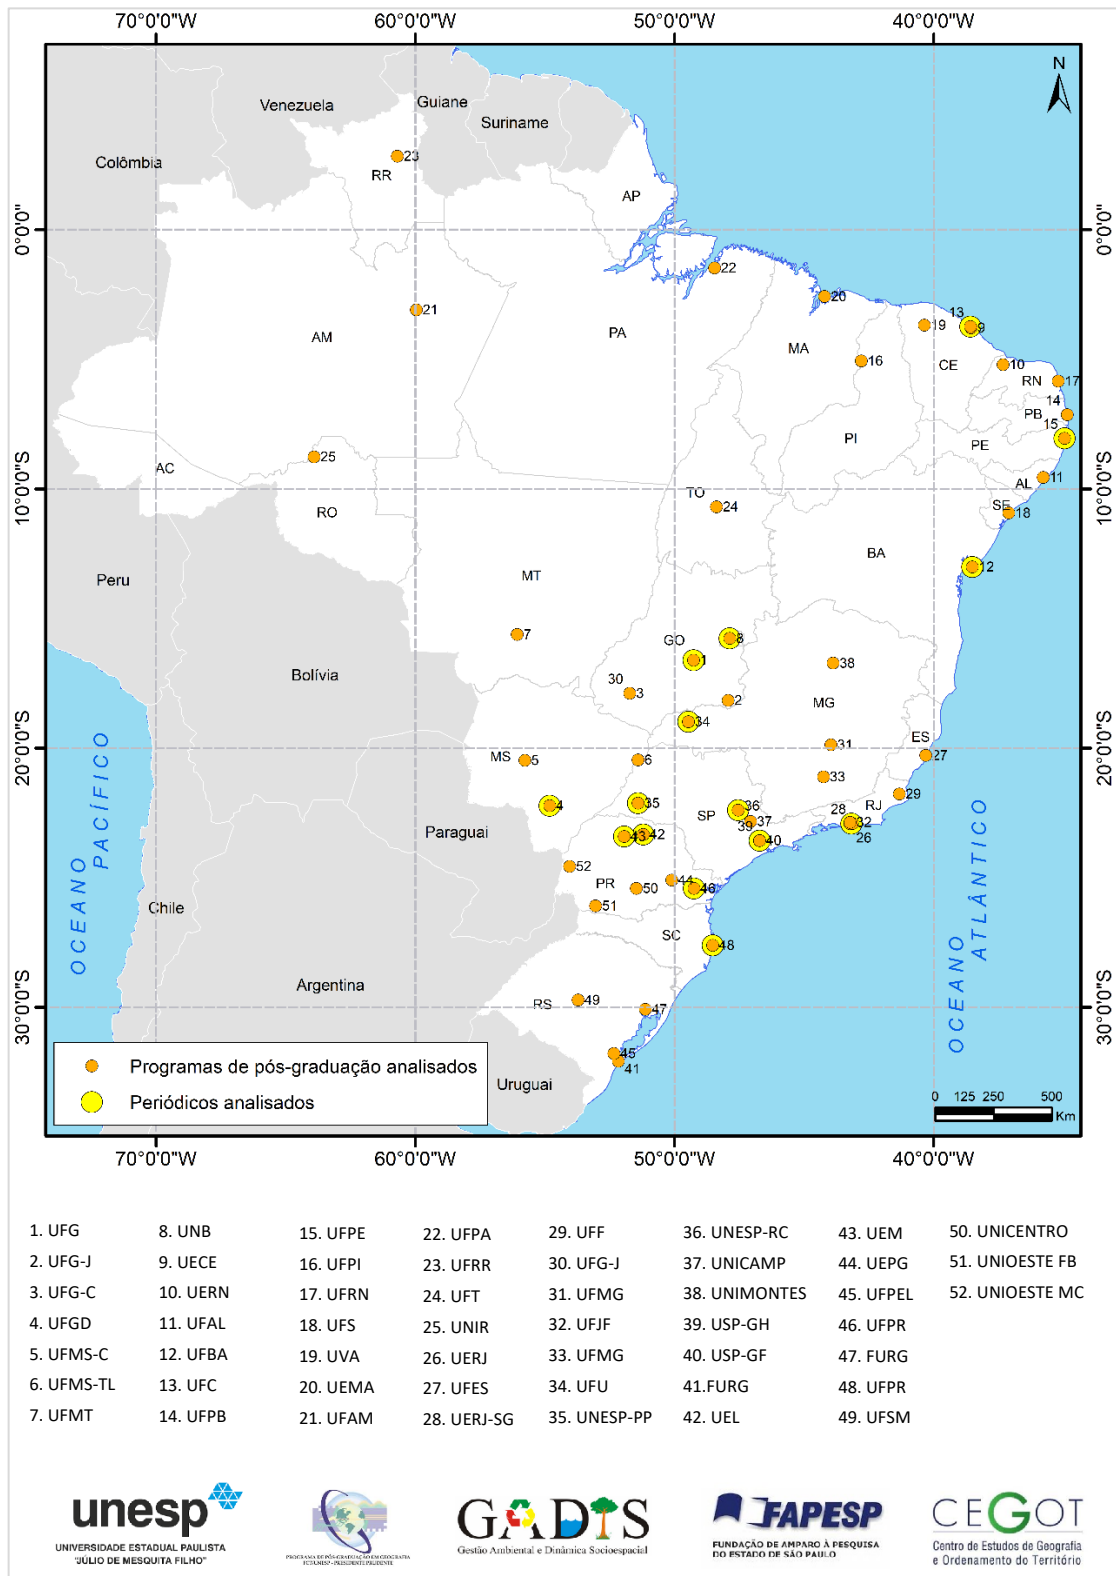 70°0'0"W 60°0'0"W 50°0'0"W 40°0'0"W
N
Venezuela
Guiane
Suriname
Colômbia
23
RR
AP
0°0'0"
0°0'0"
22
20
21
13
19
9
AM
PA
MA
16
CE
10
RN
17
14
PB
15
PI
PE
25
AC
AL
11
10°0'0"S
10°0'0"S
TO
24
SE
18
RO
BA
12
MT
Peru
7
GO
8
1
38
Bolívia
30
3
2
MG
34
ES
31
27
20°0'0"S
20°0'0"S
MS
5
6
33
29
4
35
36
SP
28
RJ
37
32
39
26
Paraguai
43
42
40
52
PR
44
50
46
51
Chile
SC
48
OCEANO
PACÍFICO
OCEANO
ATLÂNTICO
Argentina
RS
49
47
30°0'0"S
30°0'0"S
45
41
Uruguai
Programas de pós-graduação analisados
Periódicos analisados
0 125 250 500
Km
70°0'0"W 60°0'0"W 50°0'0"W 40°0'0"W
1. UFG 8. UNB 15. UFPE 22. UFPA 29. UFF 36. UNESP-RC 43. UEM 50. UNICENTRO
2. UFG-J 9. UECE 16. UFPI 23. UFRR 30. UFG-J 37. UNICAMP 44. UEPG 51. UNIOESTE FB
3. UFG-C 10. UERN 17. UFRN 24. UFT 31. UFMG 38. UNIMONTES 45. UFPEL 52. UNIOESTE MC
4. UFGD 11. UFAL 18. UFS 25. UNIR 32. UFJF 39. USP-GH 46. UFPR
5. UFMS-C 12. UFBA 19. UVA 26. UERJ 33. UFMG 40. USP-GF 47. FURG
6. UFMS-TL 13. UFC 20. UEMA 27. UFES 34. UFU 41.FURG 48. UFPR
7. UFMT 14. UFPB 21. UFAM 28. UERJ-SG 35. UNESP-PP 42. UEL 49. UFSM
unesp
UNIVERSIDADE ESTADUAL PAULISTA
"JÚLIO DE MESQUITA FILHO"
PROGRAMA DE PÓS-GRADUAÇÃO EM GEOGRAFIA
FCT/UNESP - PRESIDENTE PRUDENTE
GADIS
Gestão Ambiental e Dinâmica Socioespacial
FAPESP
FUNDAÇÃO DE AMPARO À PESQUISA
DO ESTADO DE SÃO PAULO
CEGOT
Centro de Estudos de Geografia
e Ordenamento do Território